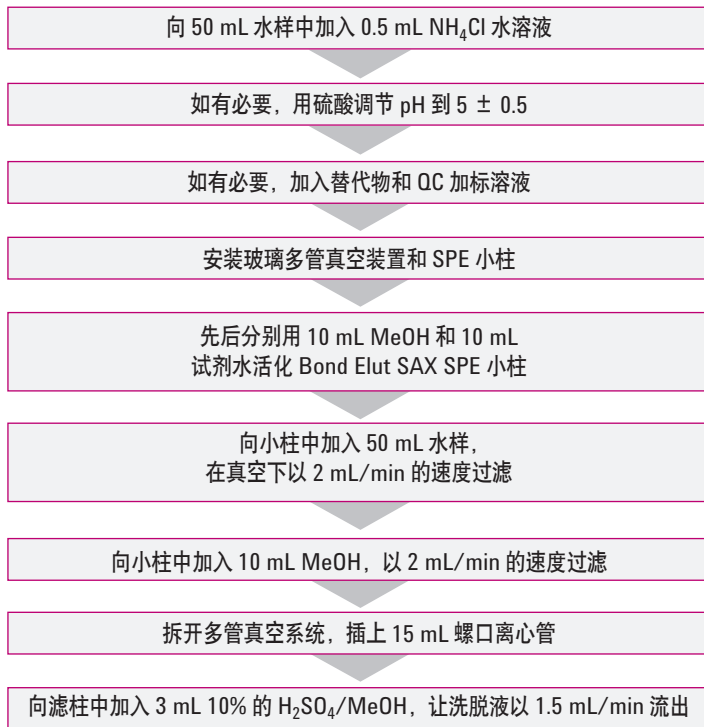 向 50 mL 水样中加入 0.5 mL NH₄Cl 水溶液
如有必要，用硫酸调节 pH 到 5 ± 0.5
如有必要，加入替代物和 QC 加标溶液
安装玻璃多管真空装置和 SPE 小柱
先后分别用 10 mL MeOH 和 10 mL
试剂水活化 Bond Elut SAX SPE 小柱
向小柱中加入 50 mL 水样，
在真空下以 2 mL/min 的速度过滤
向小柱中加入 10 mL MeOH，以 2 mL/min 的速度过滤
拆开多管真空系统，插上 15 mL 螺口离心管
向滤柱中加入 3 mL 10% 的 H₂SO₄/MeOH，让洗脱液以 1.5 mL/min 流出